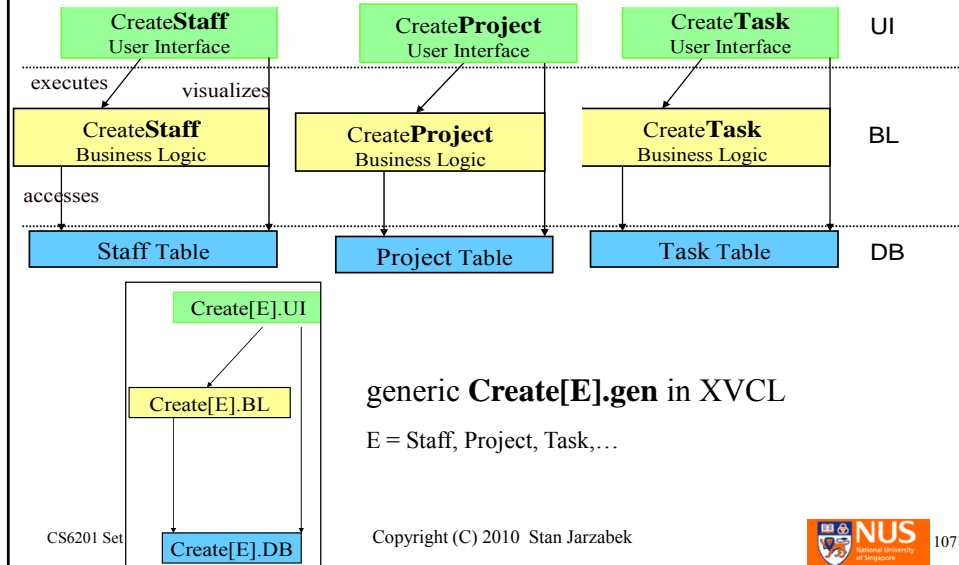 CreateStaff
User Interface
CreateProject
User Interface
CreateTask
User Interface
UI
executes
visualizes
CreateStaff
Business Logic
CreateProject
Business Logic
CreateTask
Business Logic
BL
accesses
Staff Table
Project Table
Task Table
DB
Create[E].UI
Create[E].BL
Create[E].DB
generic Create[E].gen in XVCL
E = Staff, Project, Task,…
CS6201 Set
Copyright (C) 2010 Stan Jarzabek
NUS
National University
of Singapore
107